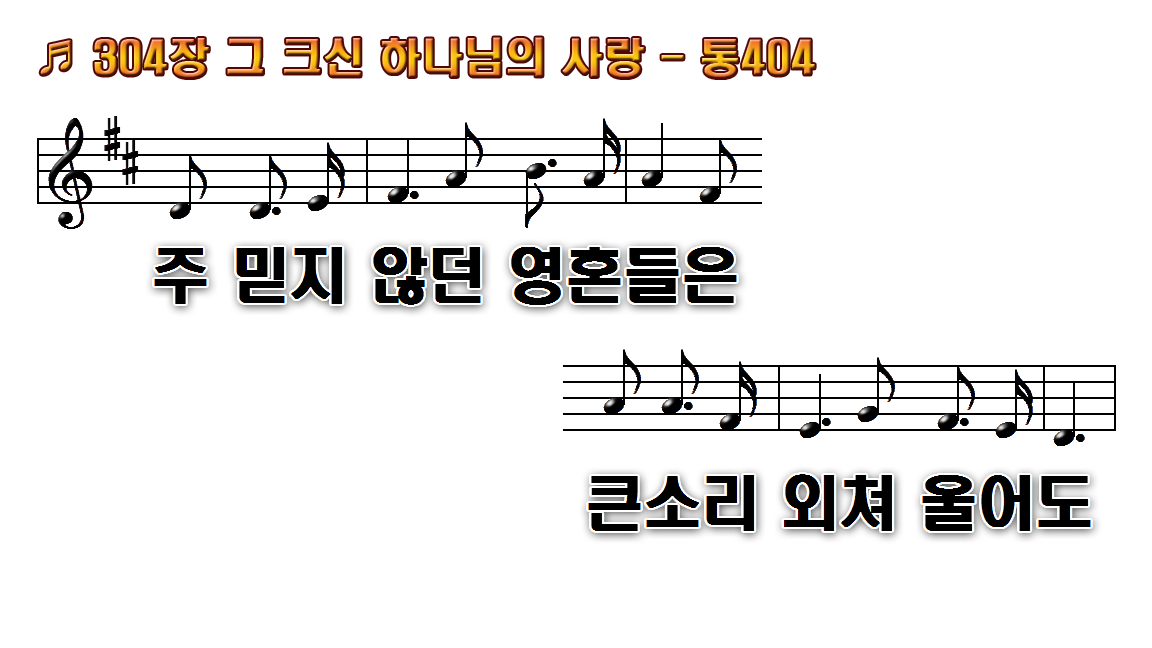 ♬ 304장 그 크신 하나님의 사랑 - 통404
주 믿지 않던 영혼들은
큰소리 외쳐 울어도